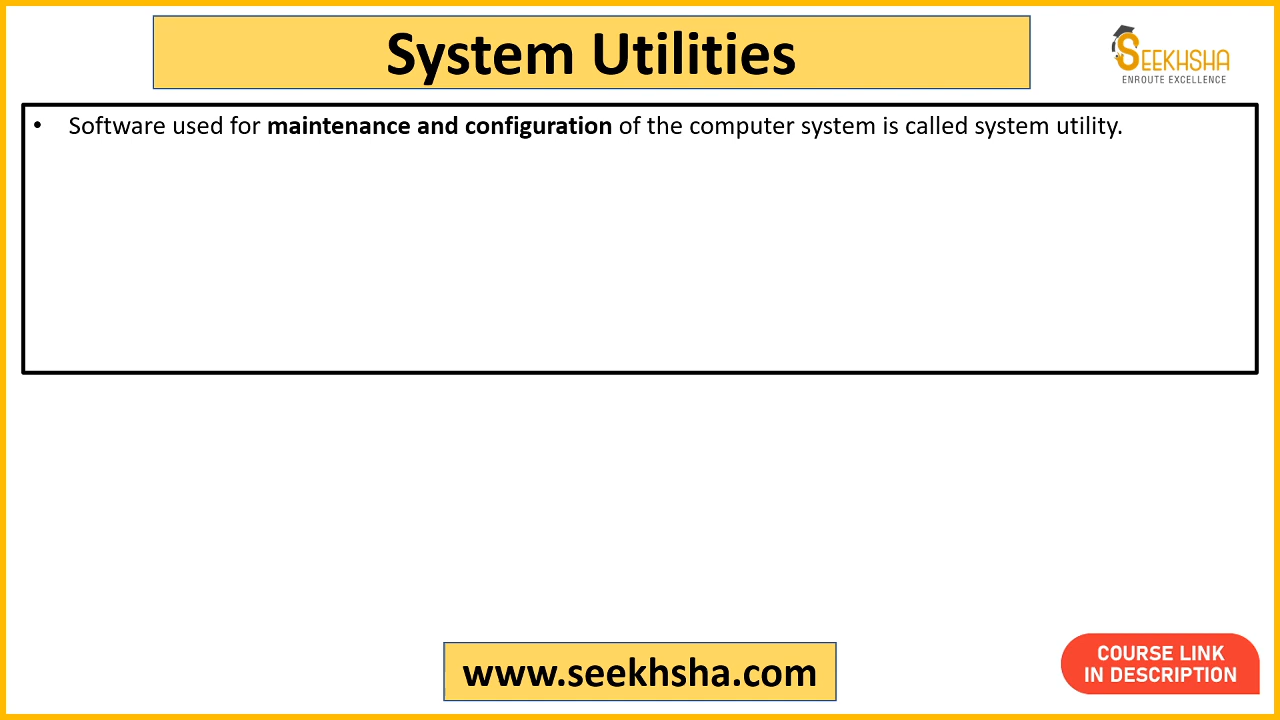 System Utilities
SEEKHSHA
ENROUTE EXCELLENCE
• Software used for maintenance and configuration of the computer system is called system utility.
www.seekhsha.com
COURSE LINK
IN DESCRIPTION